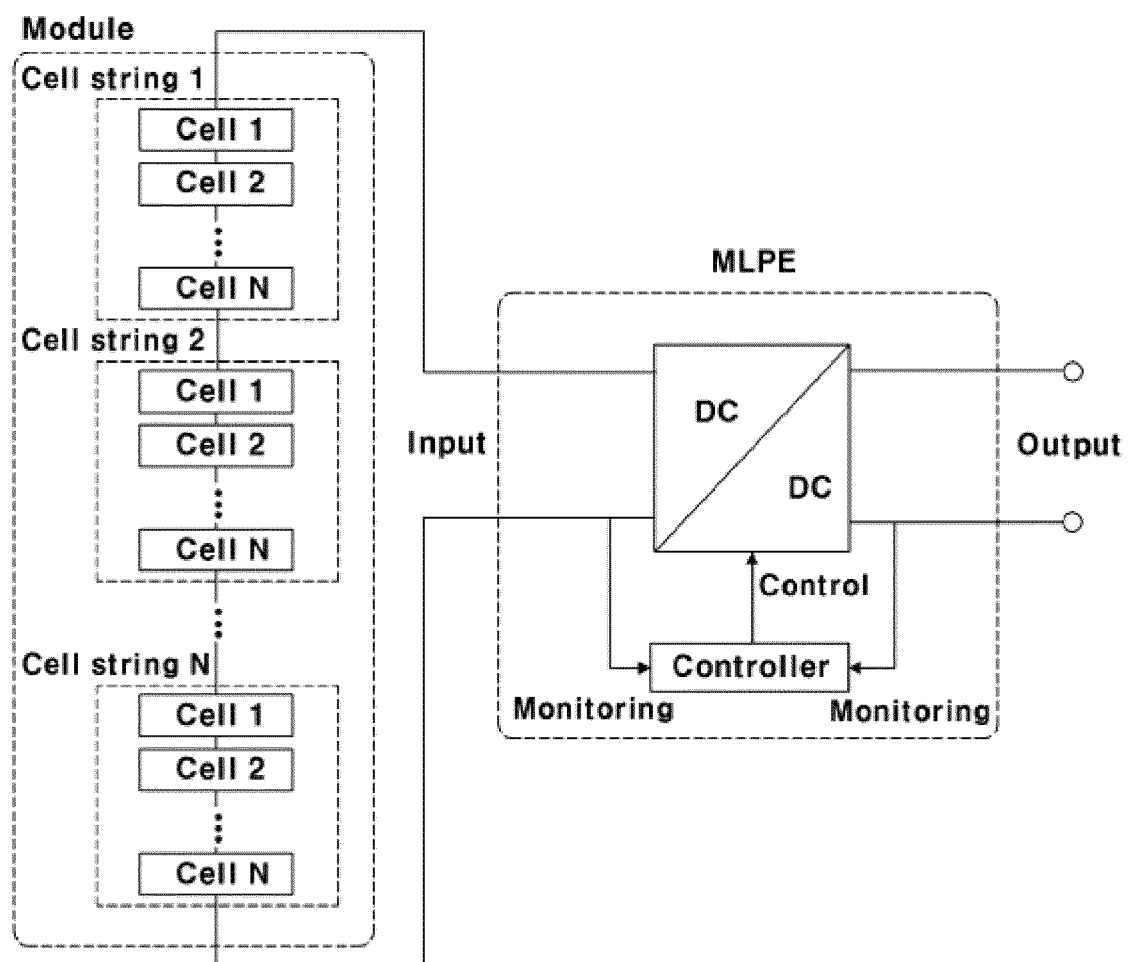 Module
Cell string 1
Cell 1
Cell 2
Cell N
Cell string 2
Cell 1
Cell 2
Cell N
Cell string N
Cell 1
Cell 2
Cell N
MLPE
Input
DC
DC
Output
Control
Controller
Monitoring
Monitoring